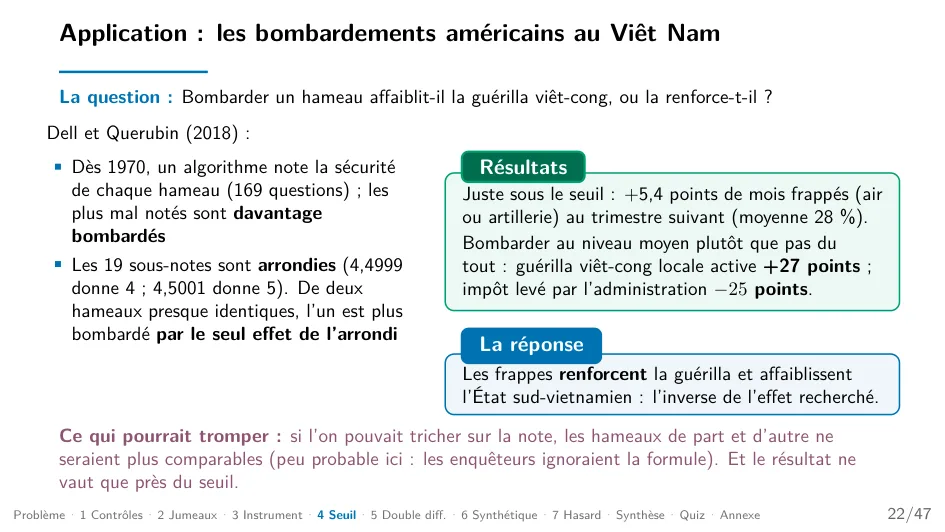 Application : les bombardements américains au Viêt Nam
La question : Bombarder un hameau affaiblit-il la guérilla viêt-cong, ou la renforce-t-il ?
Dell et Querubin (2018) :
Dès 1970, un algorithme note la sécurité
de chaque hameau (169 questions) ; les
plus mal notés sont davantage
bombardés
Les 19 sous-notes sont arrondies (4,4999
donne 4 ; 4,5001 donne 5). De deux
hameaux presque identiques, l'un est plus
bombardé par le seul effet de l'arrondi
Résultats
Juste sous le seuil : +5,4 points de mois frappés (air
ou artillerie) au trimestre suivant (moyenne 28 %).
Bombarder au niveau moyen plutôt que pas du
tout : guérilla viêt-cong locale active +27 points ;
impôt levé par l'administration −25 points.
La réponse
Les frappes renforcent la guérilla et affaiblissent
l'État sud-vietnamien : l'inverse de l'effet recherché.
Ce qui pourrait tromper : si l'on pouvait tricher sur la note, les hameaux de part et d'autre ne
seraient plus comparables (peu probable ici : les enquêteurs ignoraient la formule). Et le résultat ne
vaut que près du seuil.
Problème · 1 Contrôles · 2 Jumeaux · 3 Instrument · 4 Seuil · 5 Double diff. · 6 Synthétique · 7 Hasard · Synthèse · Quiz · Annexe
22/47